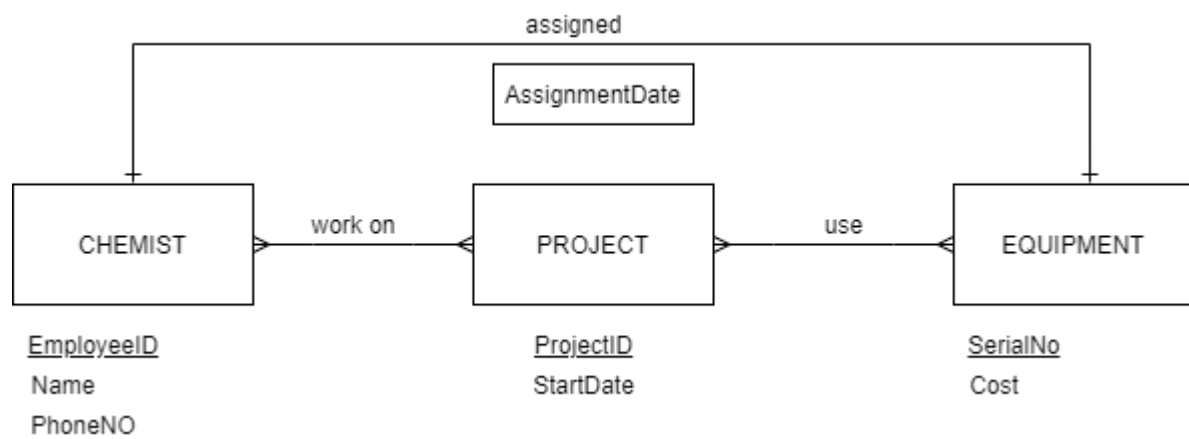 assigned
AssignmentDate
CHEMIST
work on
PROJECT
use
EQUIPMENT
EmployeeID
Name
PhoneNO
ProjectID
StartDate
SerialNo
Cost